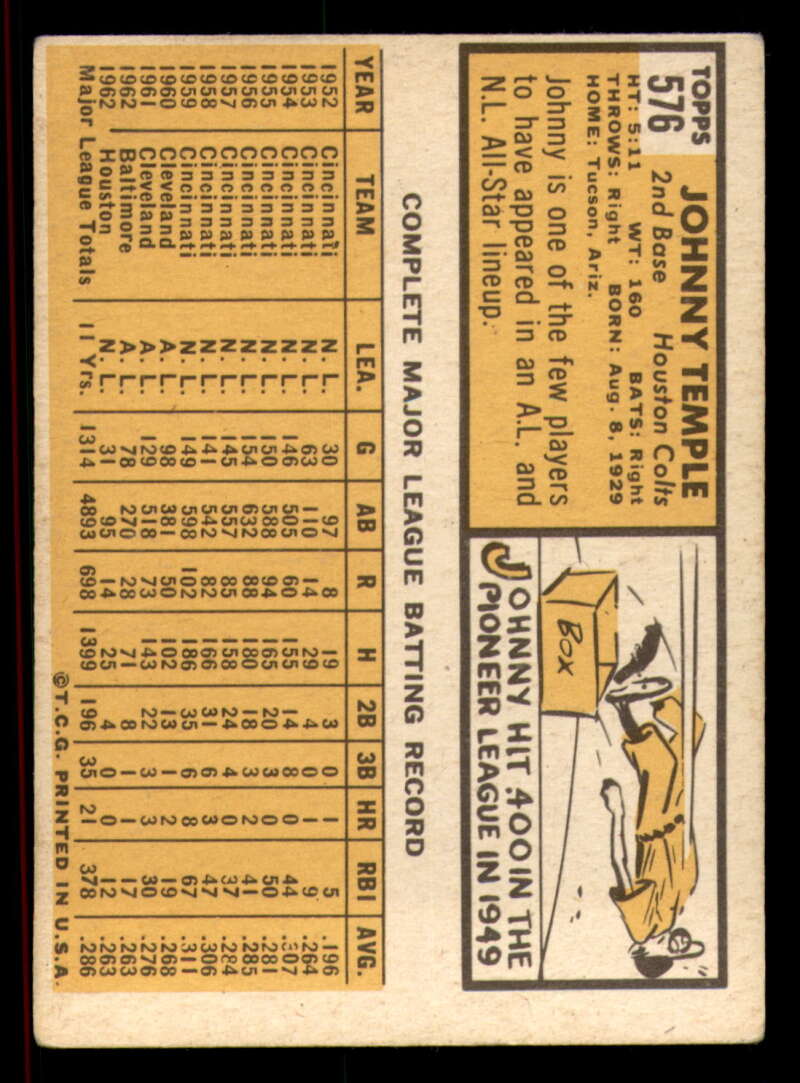 TOPPS
576
JOHNNY TEMPLE
2nd Base Houston Colts
HT: 5:11 WT: 160 BATS: Right
THROWS: Right BORN: Aug. 8, 1929
HOME: Tucson, Ariz.
Johnny is one of the few players
to have appeared in an A.L. and
N.L. All-Star lineup.
BOX
JOHNNY HIT .400 IN THE
PIONEER LEAGUE IN 1949
COMPLETE MAJOR LEAGUE BATTING RECORD
YEAR TEAM LEA. G AB R H 2B 3B HR RBI AVG.
1952 Cincinnati N. L. 30 97 8 19 3 0 1 5 .196
1953 Cincinnati N. L. 63 110 14 29 4 0 1 9 .264
1954 Cincinnati N. L. 146 505 60 155 14 8 0 44 .307
1955 Cincinnati N. L. 150 588 94 165 20 3 0 50 .281
1956 Cincinnati N. L. 154 632 88 180 18 3 2 41 .285
1957 Cincinnati N. L. 145 557 85 158 24 4 0 37 .284
1958 Cincinnati N. L. 141 542 82 166 31 6 3 47 .306
1959 Cincinnati N. L. 149 598 102 186 35 6 8 67 .311
1960 Cleveland A. L. 98 381 50 102 13 1 2 19 .268
1961 Cleveland A. L. 129 518 73 143 22 3 3 30 .276
1962 Baltimore A. L. 78 270 28 71 8 1 1 17 .263
1962 Houston N. L. 31 95 14 25 4 0 0 12 .263
Major League Totals 11 Yrs. 1314 4893 698 1399 196 35 21 378 .286
©T.C.G. PRINTED IN U.S.A.